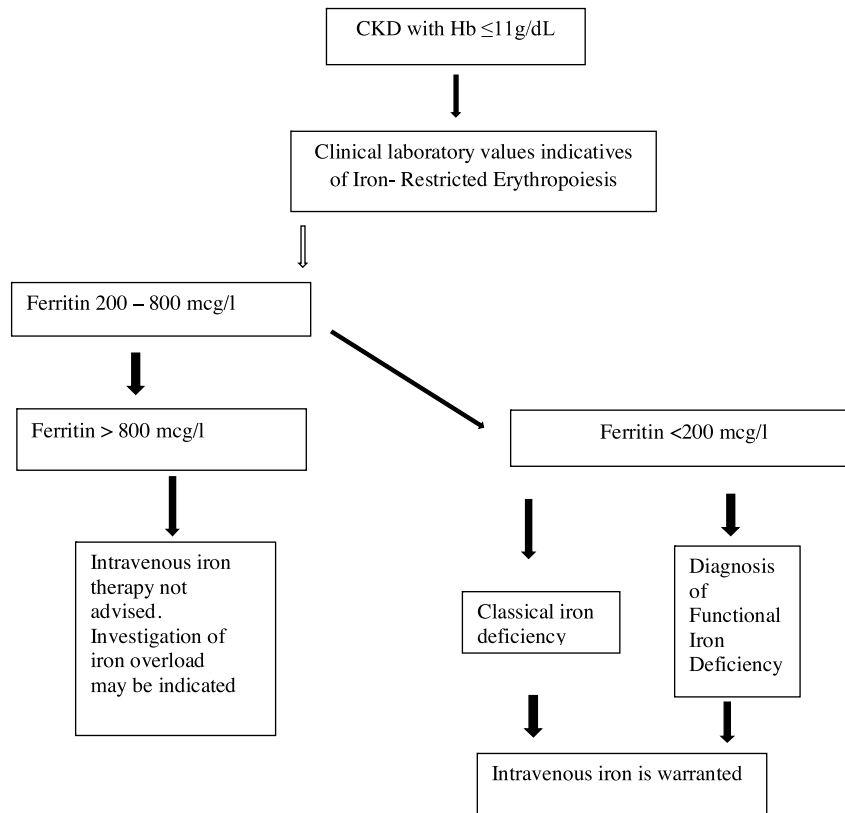 CKD with Hb ≤11g/dL
Clinical laboratory values indicatives
of Iron- Restricted Erythropoiesis
Ferritin 200 – 800 mcg/l
Ferritin > 800 mcg/l
Ferritin <200 mcg/l
Intravenous iron
therapy not
advised.
Investigation of
iron overload
may be indicated
Classical iron
deficiency
Diagnosis
of
Functional
Iron
Deficiency
Intravenous iron is warranted